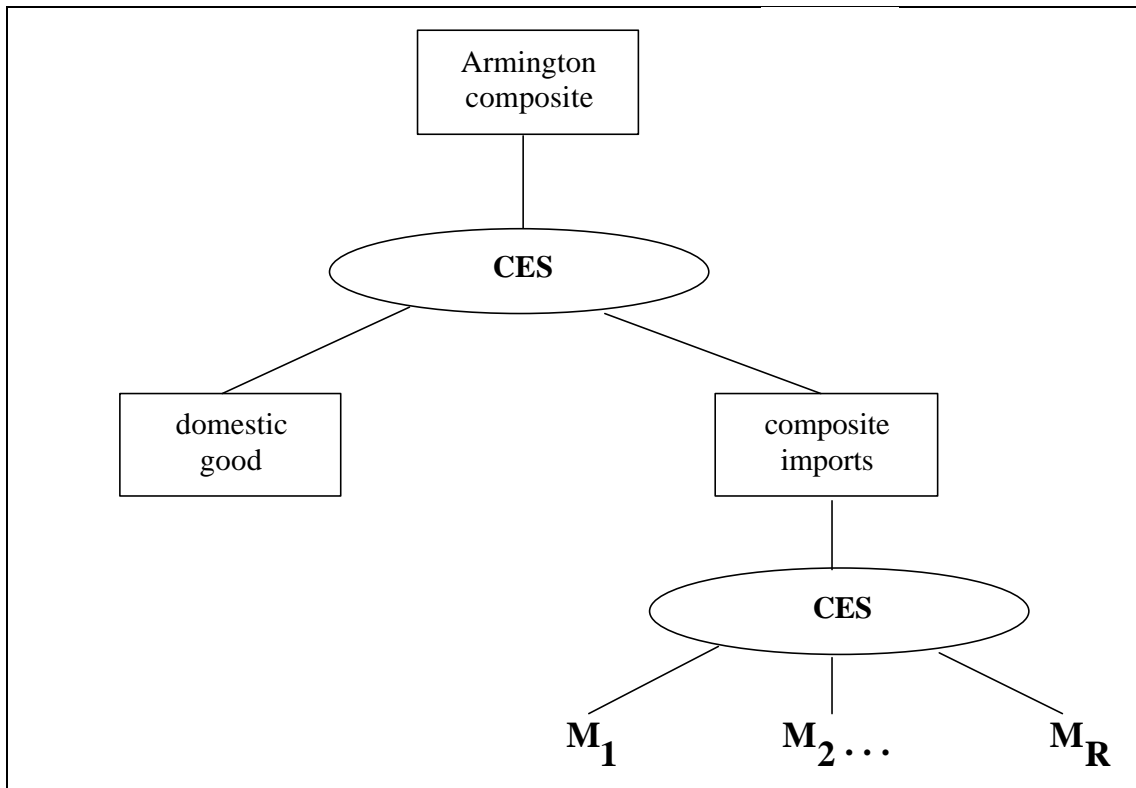 Armington
composite
CES
domestic
good
composite
imports
CES
M1 M2 . . . MR